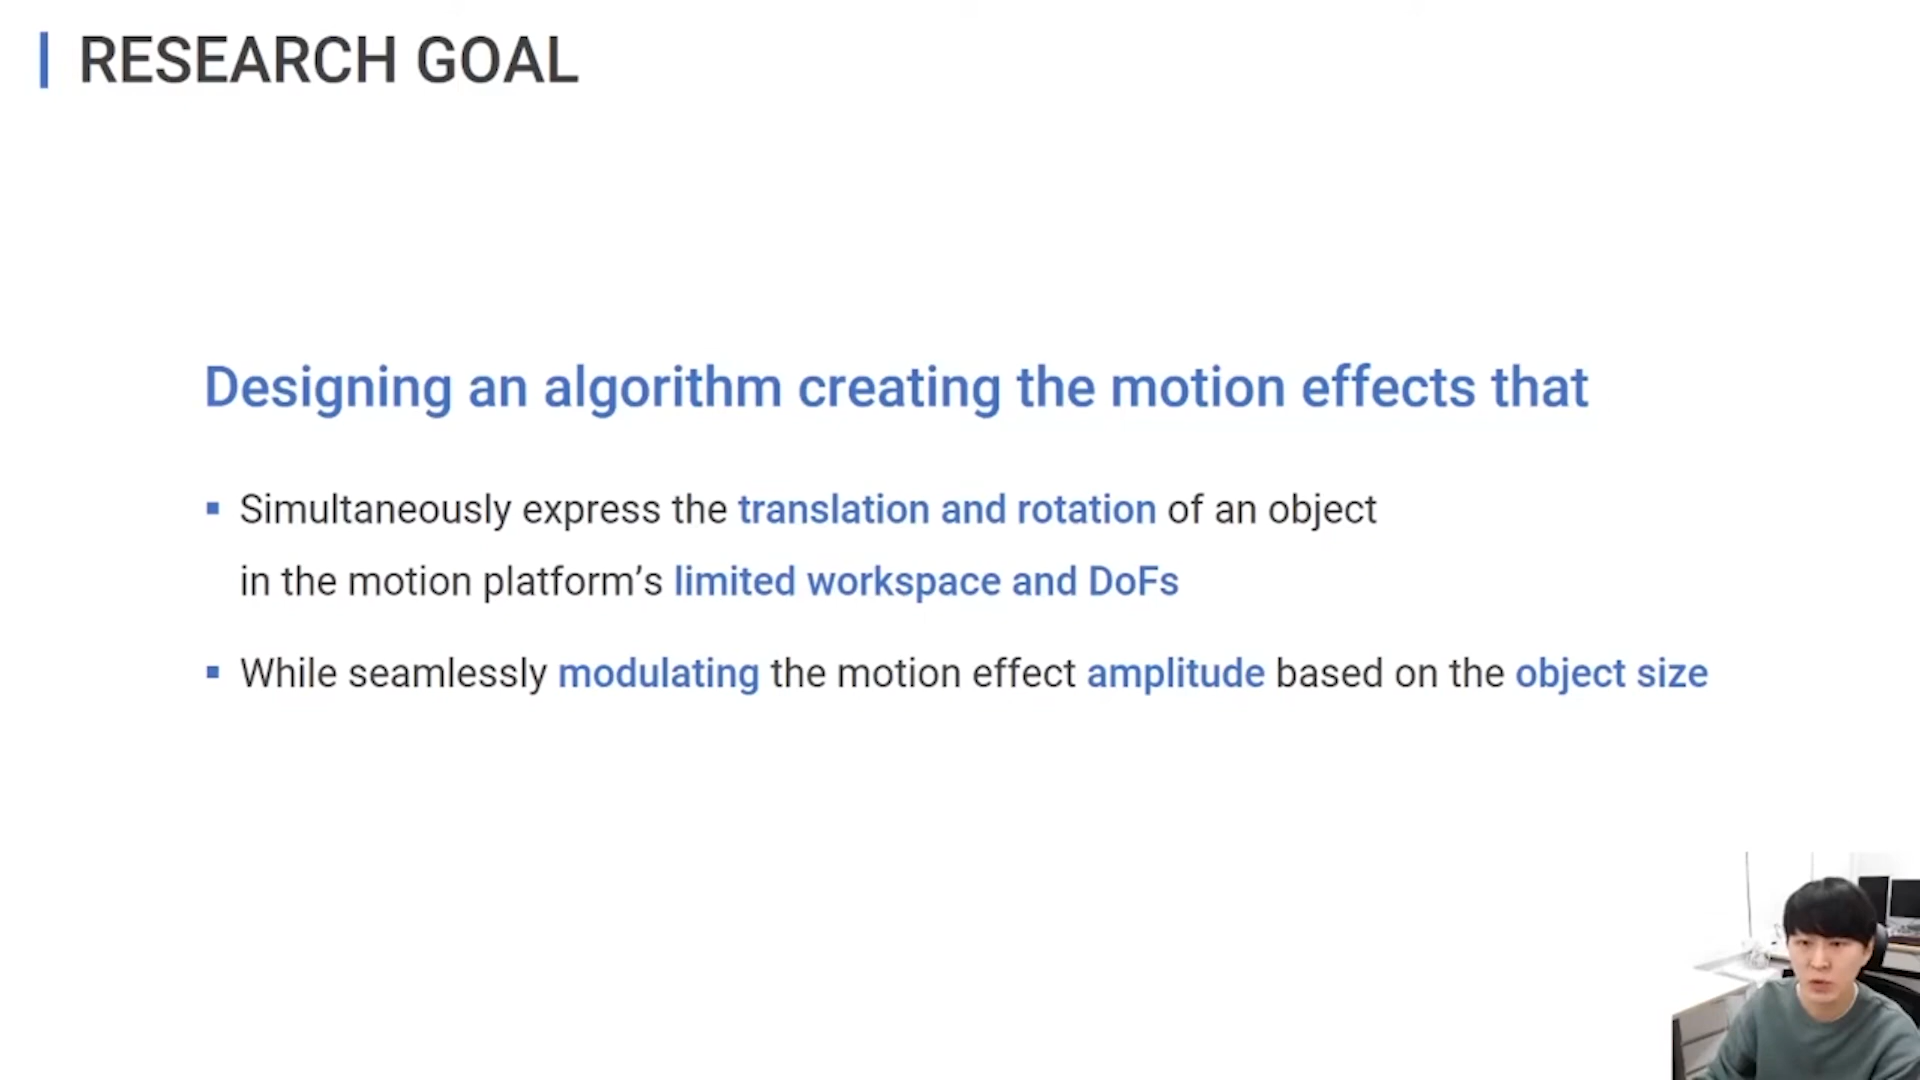 RESEARCH GOAL
Designing an algorithm creating the motion effects that
▪ Simultaneously express the translation and rotation of an object
in the motion platform’s limited workspace and DoFs
▪ While seamlessly modulating the motion effect amplitude based on the object size